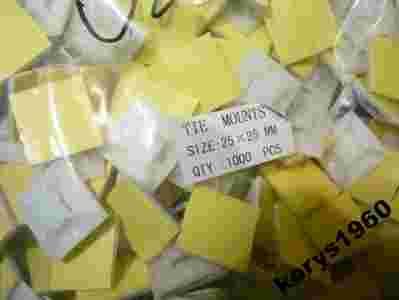 TIE MOUNTS
SIZE:25×25 MM
QTY: 1000 PCS
korys1960